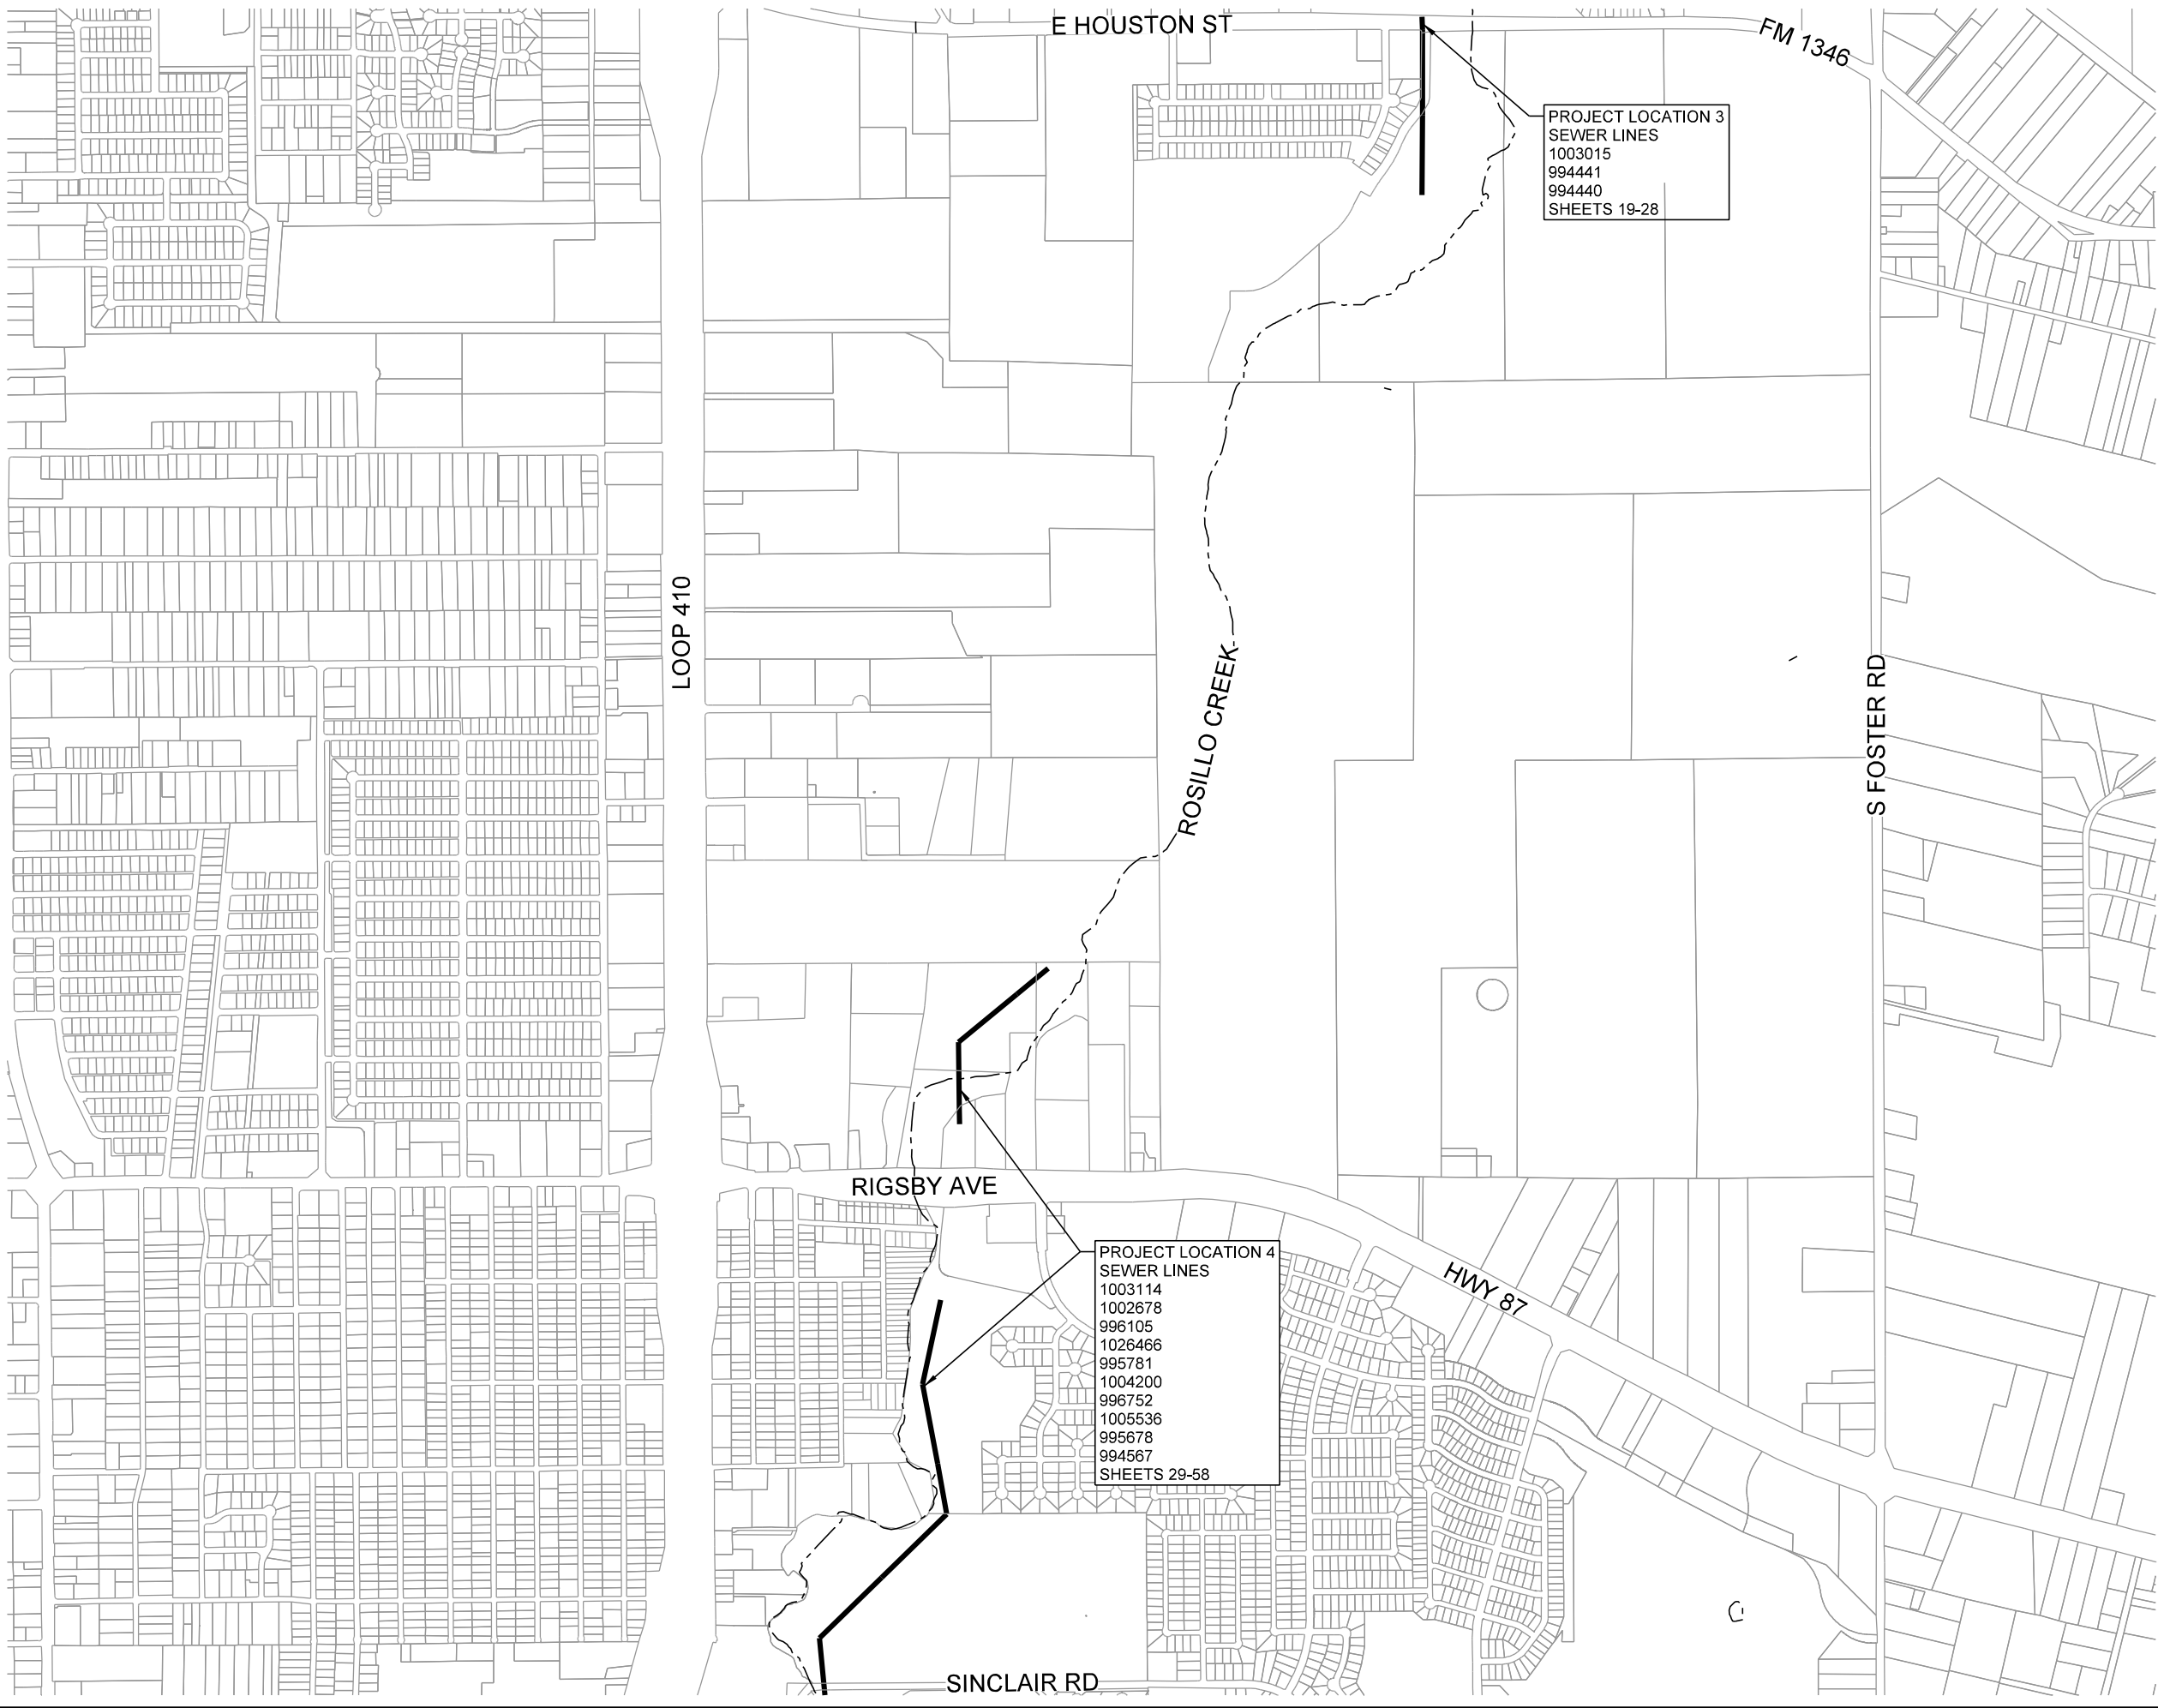 E HOUSTON ST
FM 1346
PROJECT LOCATION 3
SEWER LINES
1003015
994441
994440
SHEETS 19-28
LOOP 410
ROSILLO CREEK
S FOSTER RD
RIGSBY AVE
PROJECT LOCATION 4
SEWER LINES
1003114
1002678
996105
1026466
995781
1004200
996752
1005536
995678
994567
SHEETS 29-58
HWY 87
SINCLAIR RD